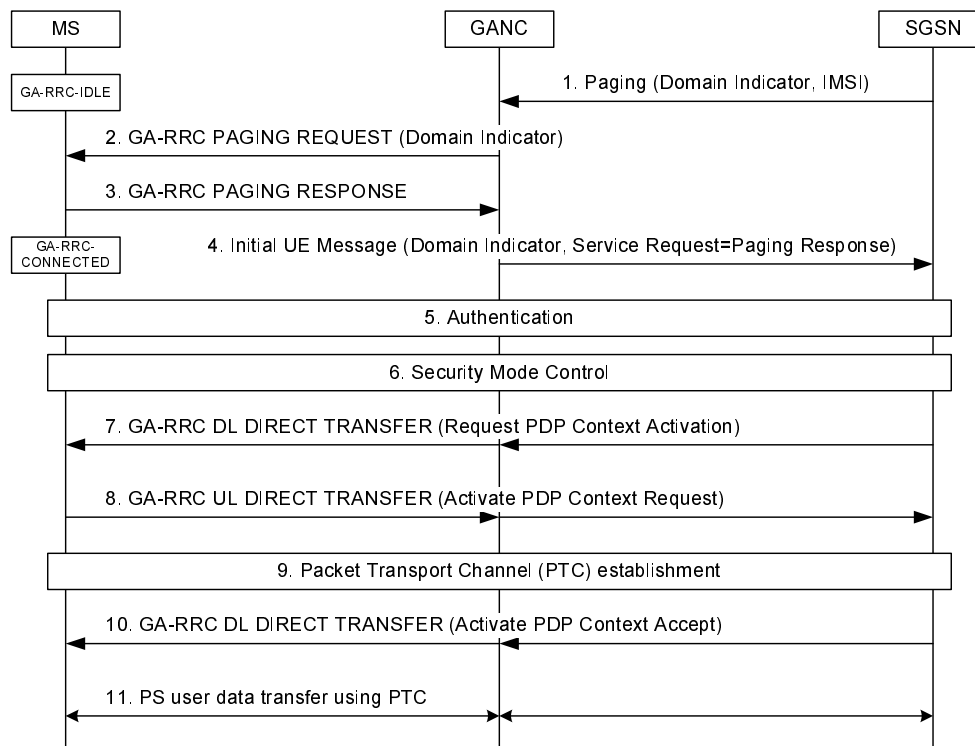 MS
GANC
SGSN
GA-RRC-IDLE
1. Paging (Domain Indicator, IMSI)
2. GA-RRC PAGING REQUEST (Domain Indicator)
3. GA-RRC PAGING RESPONSE
GA-RRC-
CONNECTED
4. Initial UE Message (Domain Indicator, Service Request=Paging Response)
5. Authentication
6. Security Mode Control
7. GA-RRC DL DIRECT TRANSFER (Request PDP Context Activation)
8. GA-RRC UL DIRECT TRANSFER (Activate PDP Context Request)
9. Packet Transport Channel (PTC) establishment
10. GA-RRC DL DIRECT TRANSFER (Activate PDP Context Accept)
11. PS user data transfer using PTC